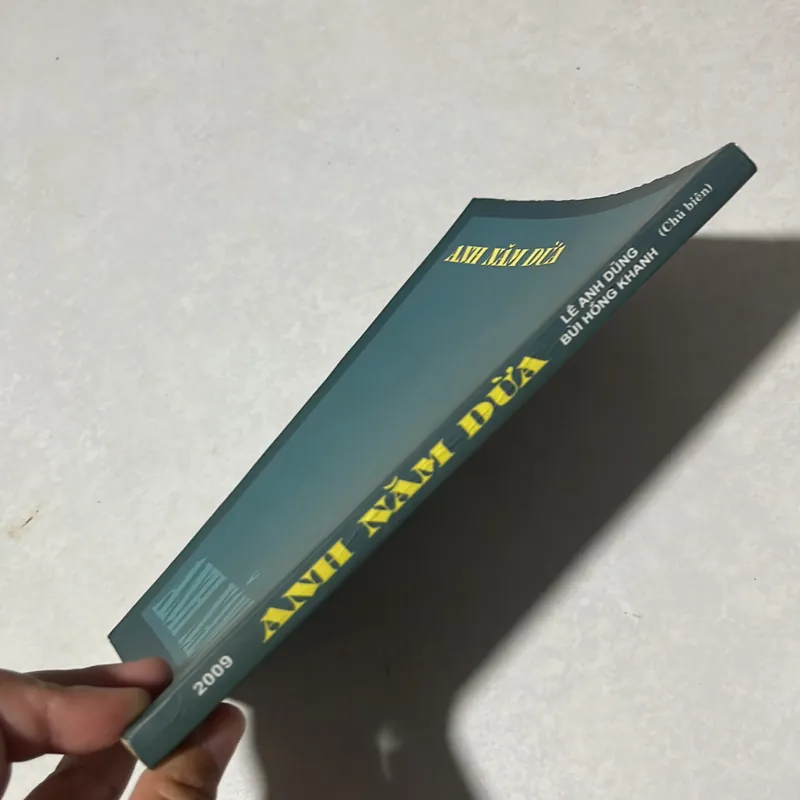 ANH NĂM DỪA
2009
ANH NĂM DỪA
LÊ ANH DŨNG
BÙI HỒNG KHANH
(Chủ biên)